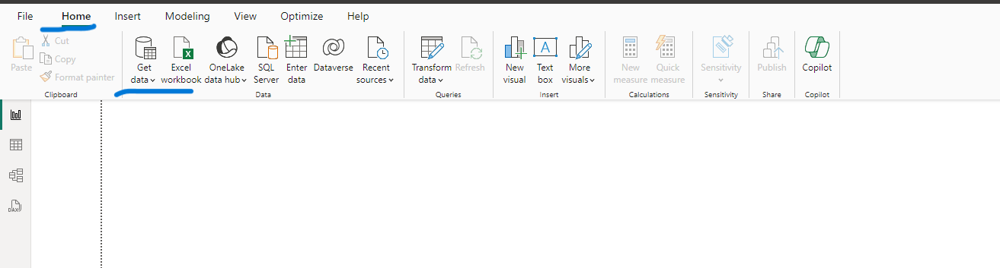 File Home Insert Modeling View Optimize Help
Paste
Cut
Copy
Format painter
Clipboard
Get
data
Excel
workbook
OneLake
data hub
SQL
Server
Enter
data
Dataverse
Recent
sources
Data
Transform
data
Refresh
Queries
New
visual
A
Text
box
More
visuals
Insert
New
measure
Quick
measure
Calculations
Sensitivity
Sensitivity
Publish
Share
Copilot
Copilot
DAX